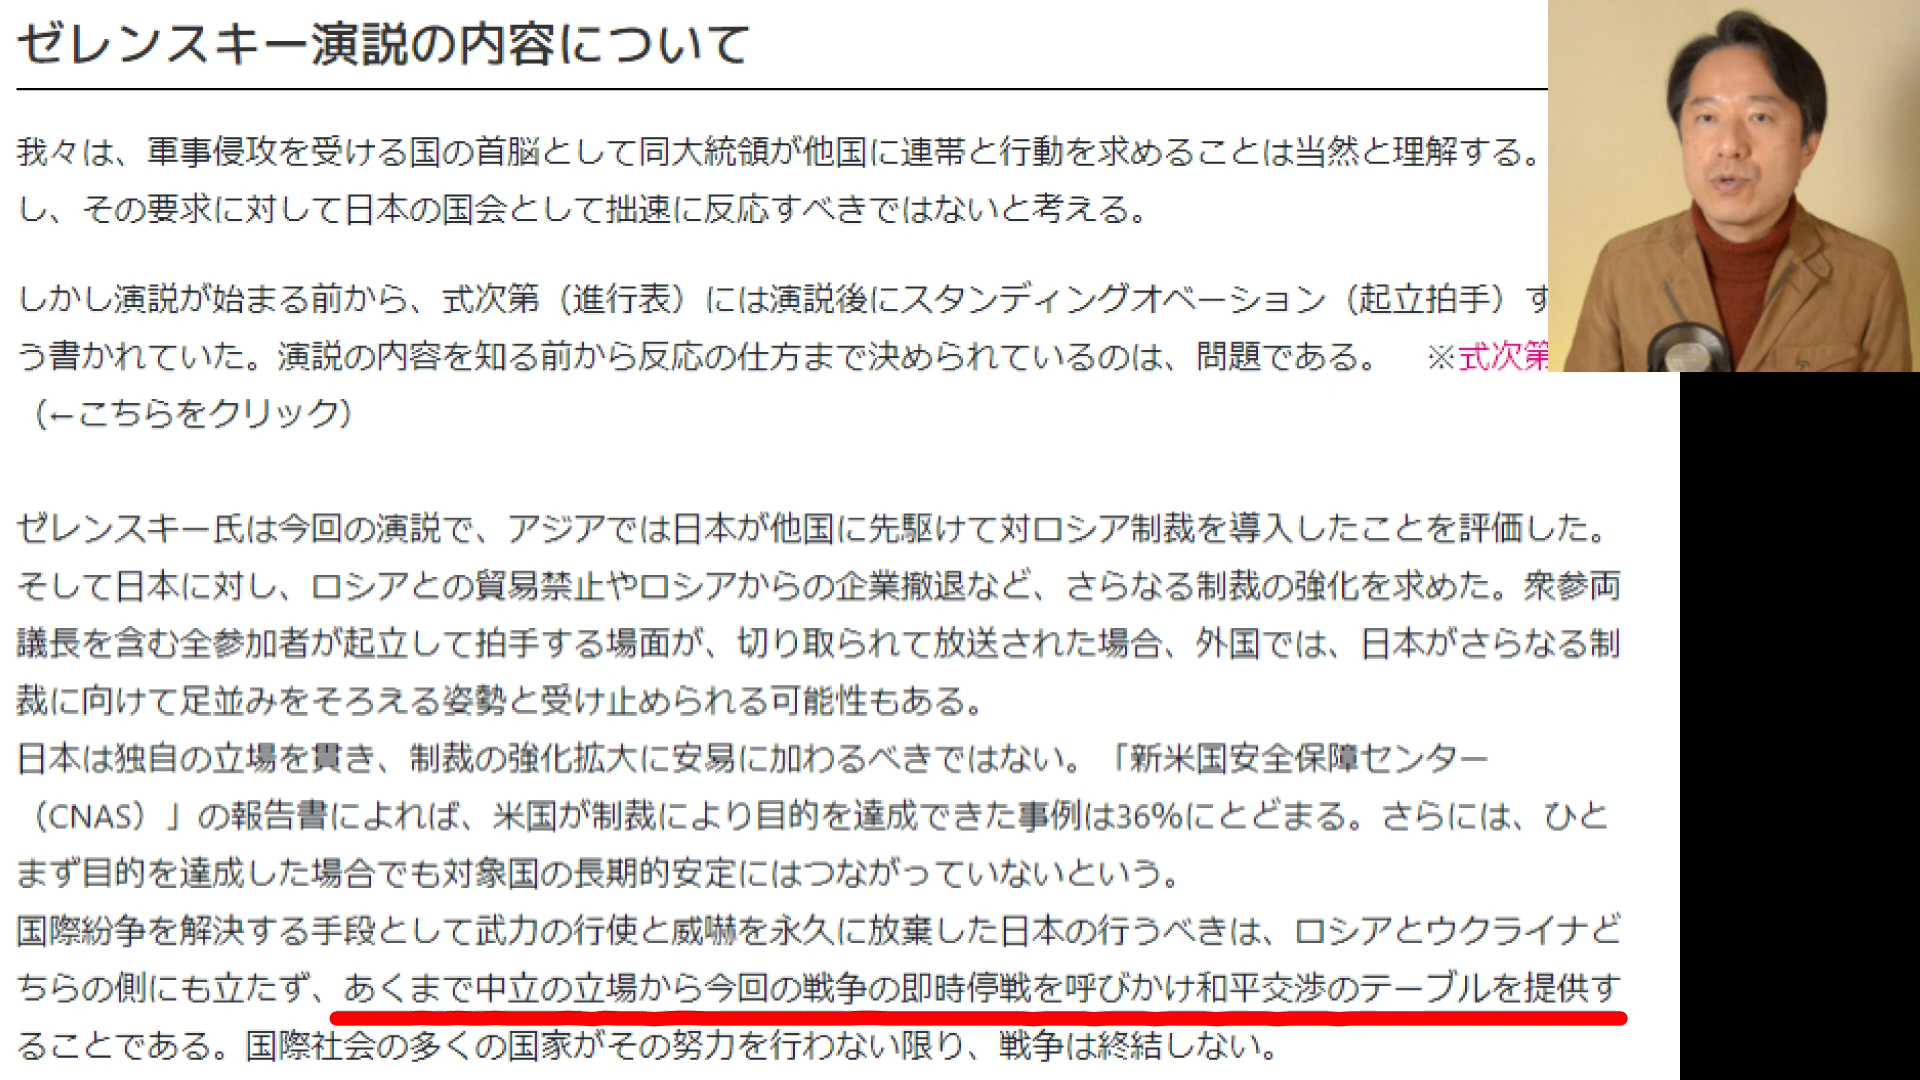 ゼレンスキー演説の内容について
我々は、軍事侵攻を受ける国の首脳として同大統領が他国に連帯と行動を求めることは当然と理解する。
し、その要求に対して日本の国会として拙速に反応すべきではないと考える。
しかし演説が始まる前から、式次第（進行表）には演説後にスタンディングオベーション（起立拍手）す
う書かれていた。演説の内容を知る前から反応の仕方まで決められているのは、問題である。　※式次第
（←こちらをクリック）
ゼレンスキー氏は今回の演説で、アジアでは日本が他国に先駆けて対ロシア制裁を導入したことを評価した。
そして日本に対し、ロシアとの貿易禁止やロシアからの企業撤退など、さらなる制裁の強化を求めた。衆参両
議長を含む全参加者が起立して拍手する場面が、切り取られて放送された場合、外国では、日本がさらなる制
裁に向けて足並みをそろえる姿勢と受け止められる可能性もある。
日本は独自の立場を貫き、制裁の強化拡大に安易に加わるべきではない。「新米国安全保障センター
（CNAS）」の報告書によれば、米国が制裁により目的を達成できた事例は36%にとどまる。さらには、ひと
まず目的を達成した場合でも対象国の長期的安定にはつながっていないという。
国際紛争を解決する手段として武力の行使と威嚇を永久に放棄した日本の行うべきは、ロシアとウクライナど
ちらの側にも立たず、あくまで中立の立場から今回の戦争の即時停戦を呼びかけ和平交渉のテーブルを提供す
ることである。国際社会の多くの国家がその努力を行わない限り、戦争は終結しない。